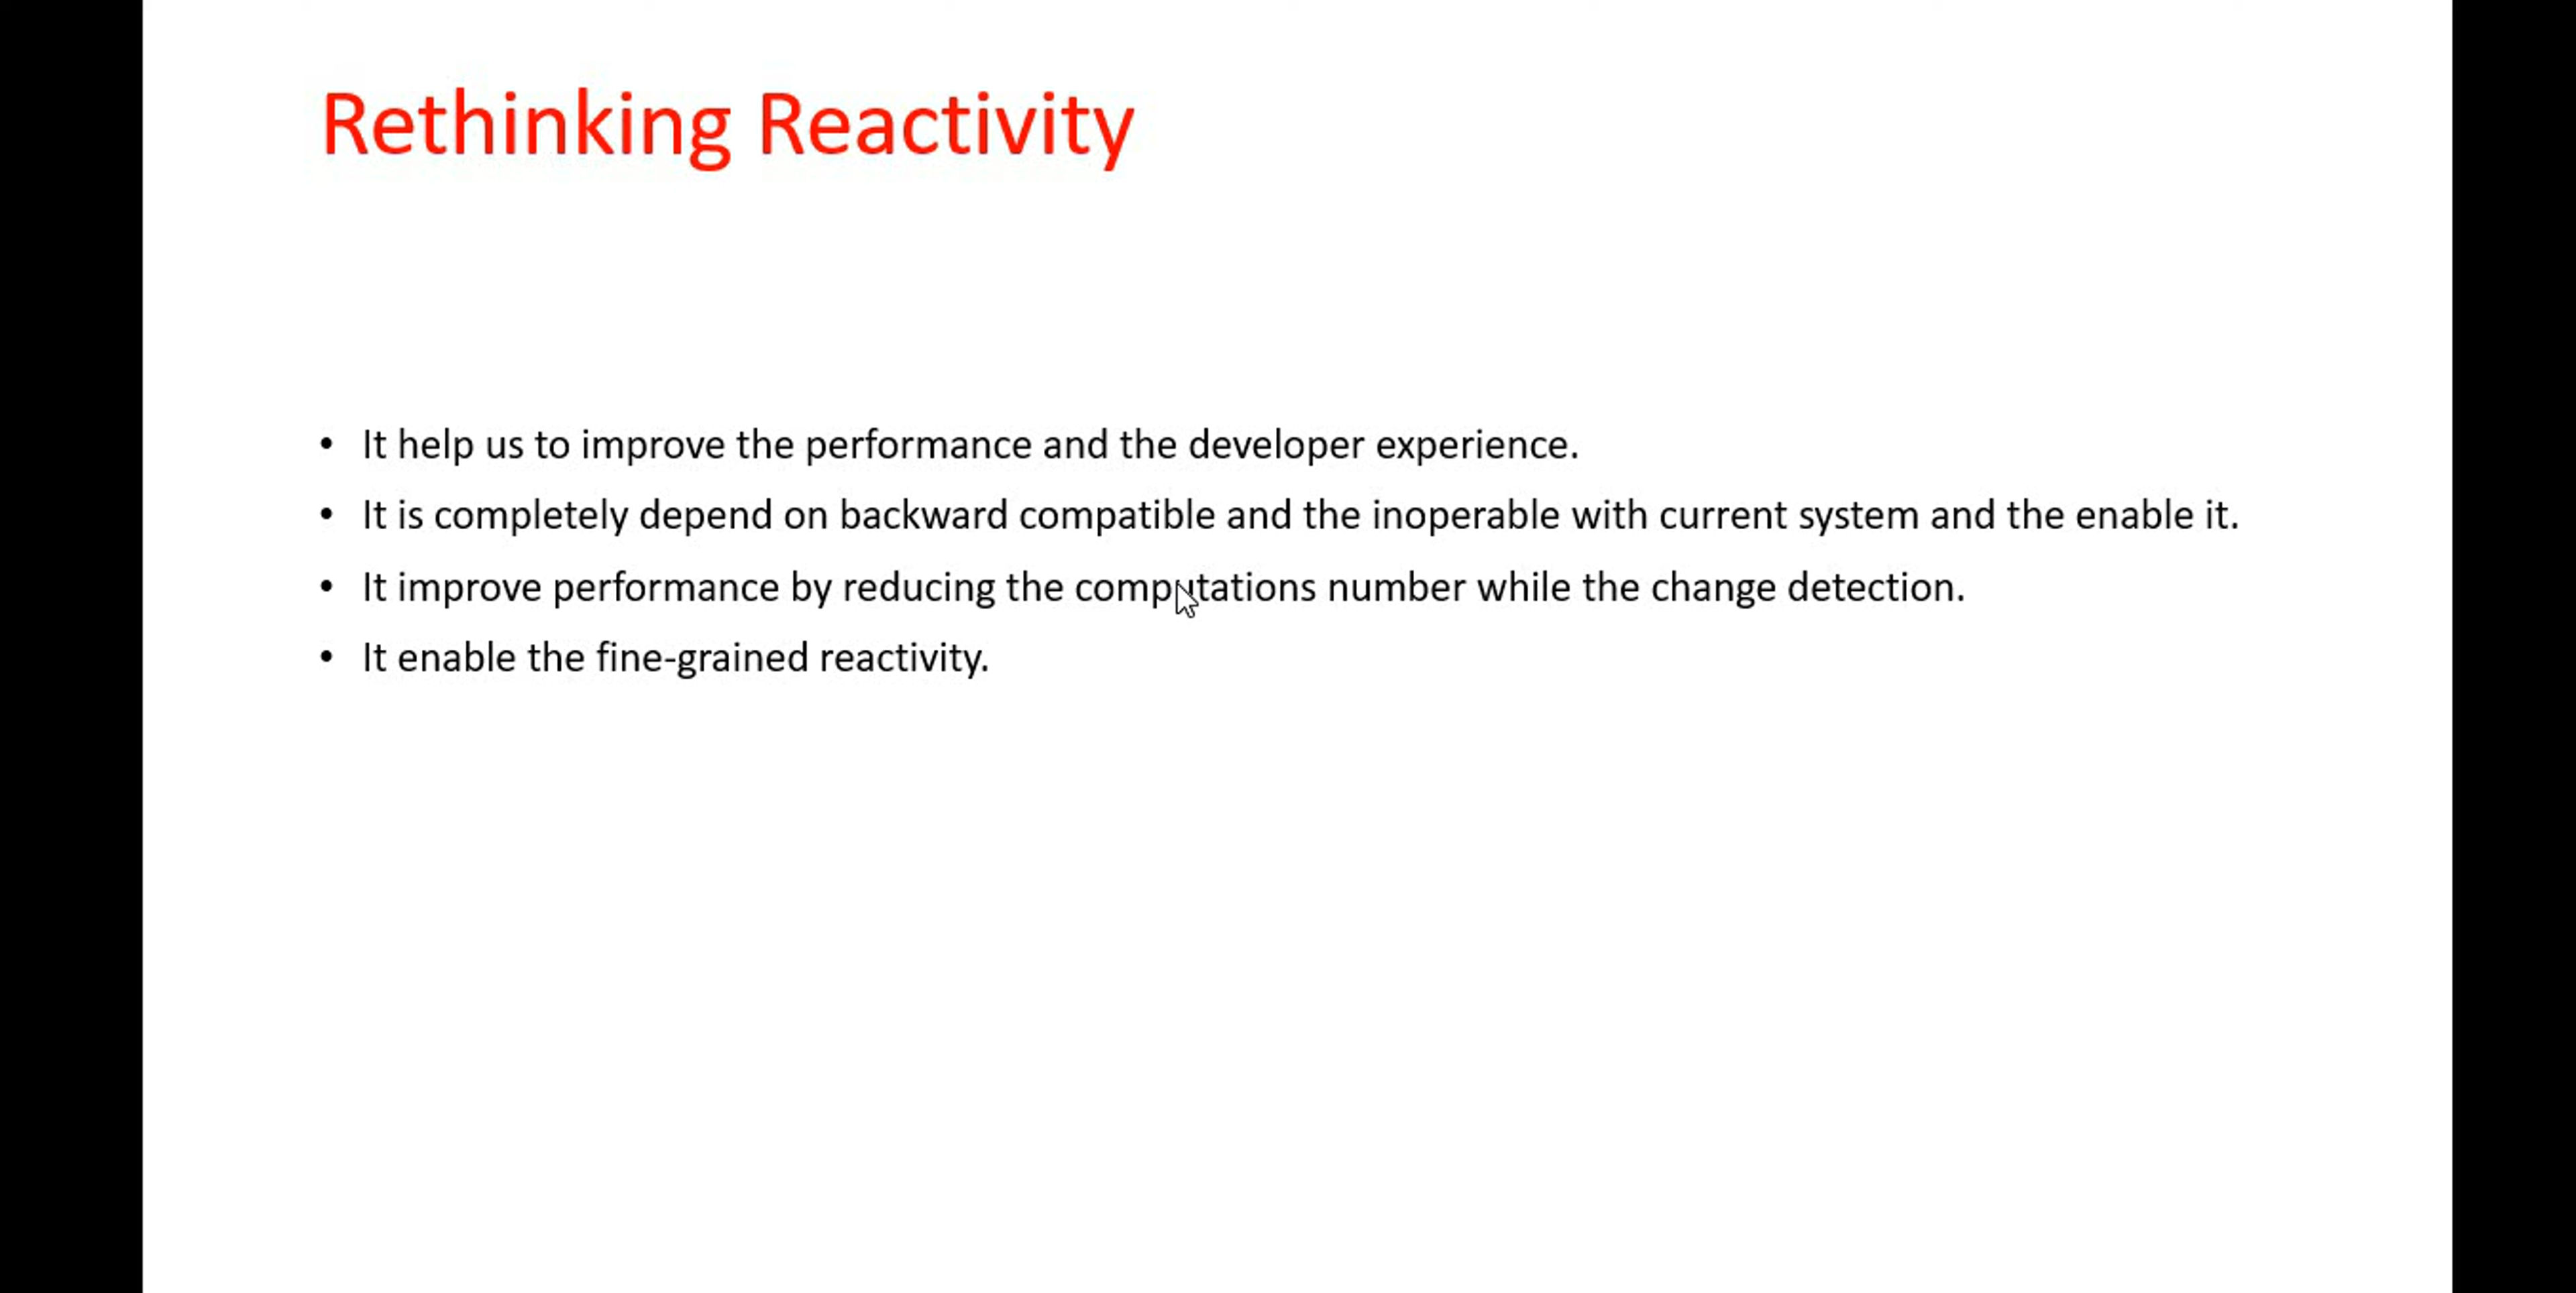 Rethinking Reactivity
• It help us to improve the performance and the developer experience.
• It is completely depend on backward compatible and the inoperable with current system and the enable it.
• It improve performance by reducing the computations number while the change detection.
• It enable the fine-grained reactivity.